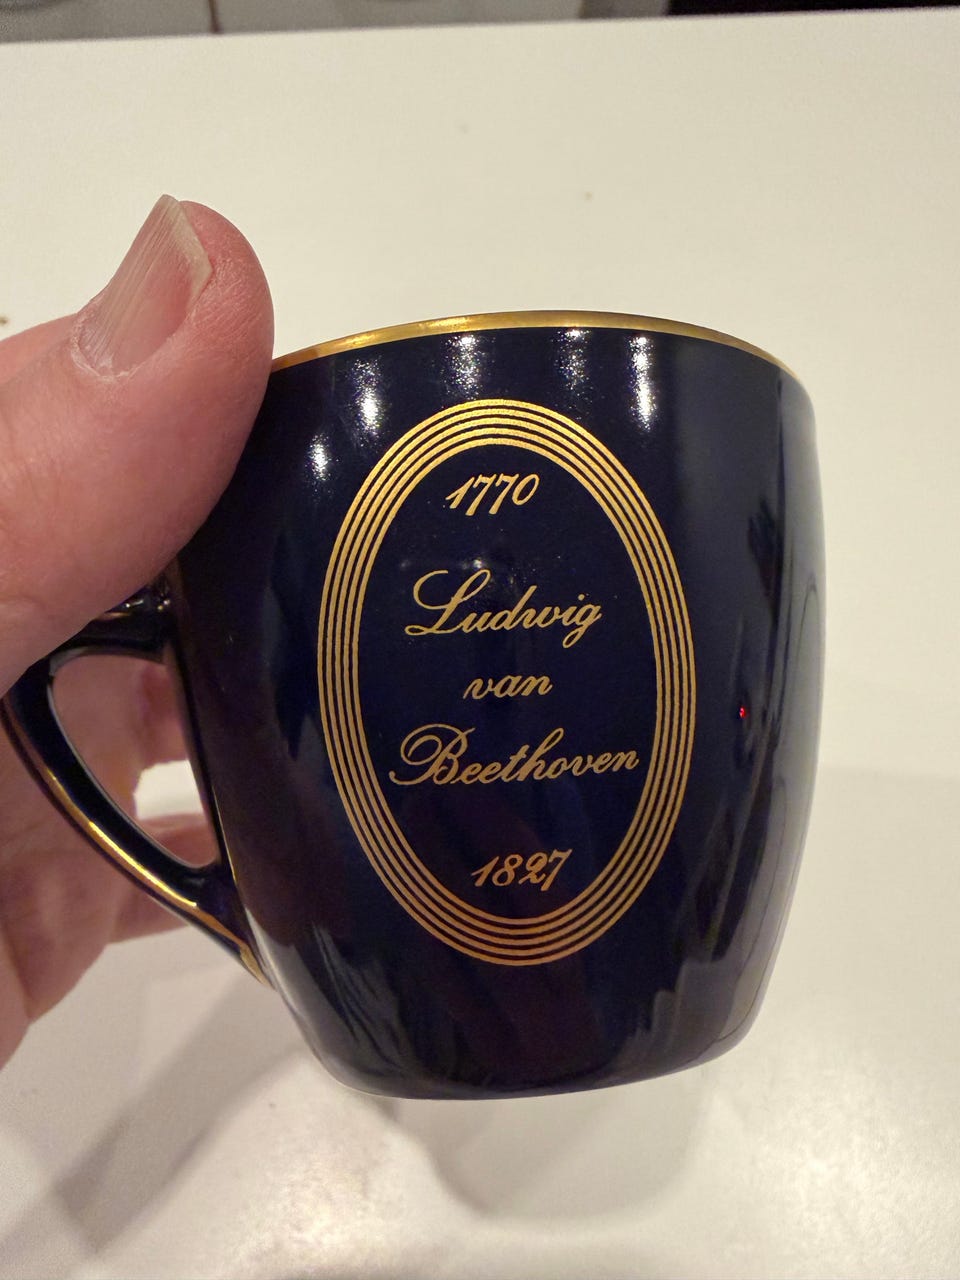 1770
Ludwig
van
Beethoven
1827